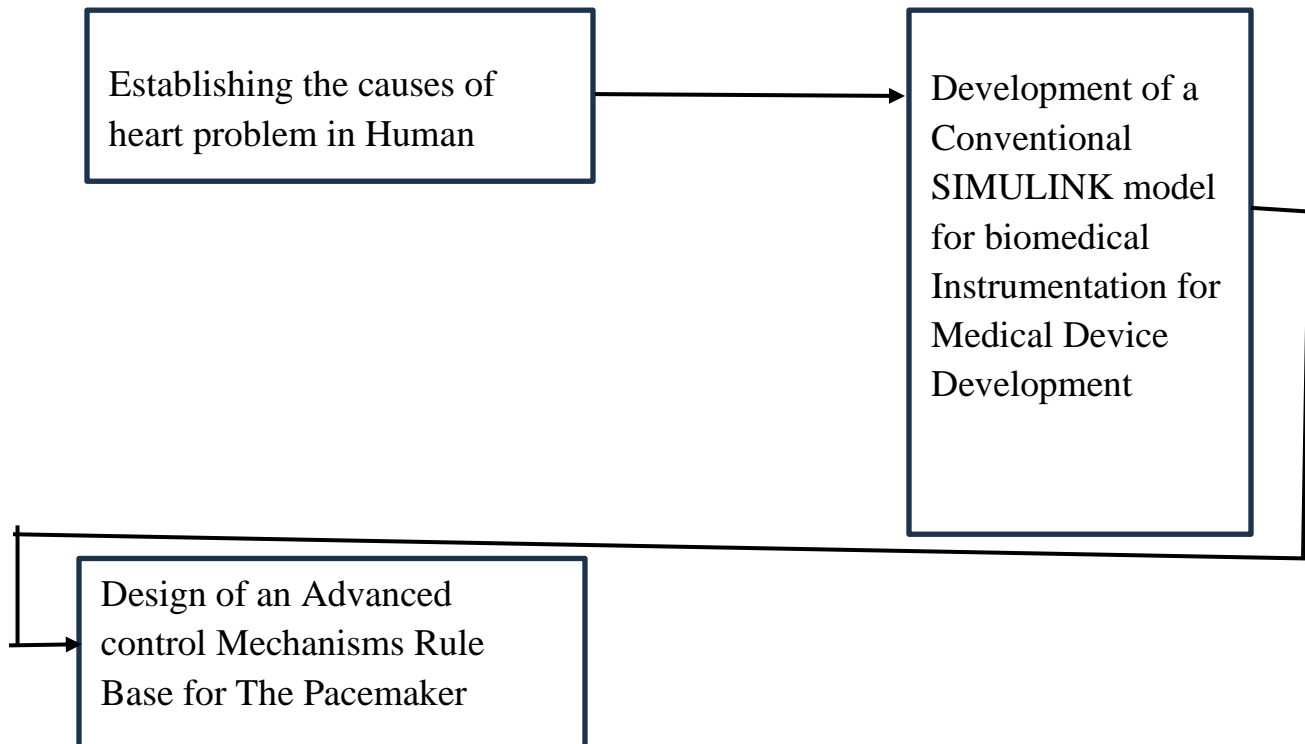 Establishing the causes of
heart problem in Human
Development of a
Conventional
SIMULINK model
for biomedical
Instrumentation for
Medical Device
Development
Design of an Advanced
control Mechanisms Rule
Base for The Pacemaker